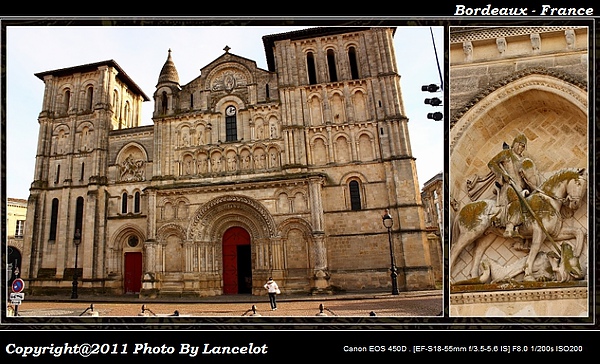 Bordeaux - France
Copyright@2011 Photo By Lancelot
Canon EOS 450D , [EF-S18-55mm f/3.5-5.6 IS] F8.0 1/200s ISO200